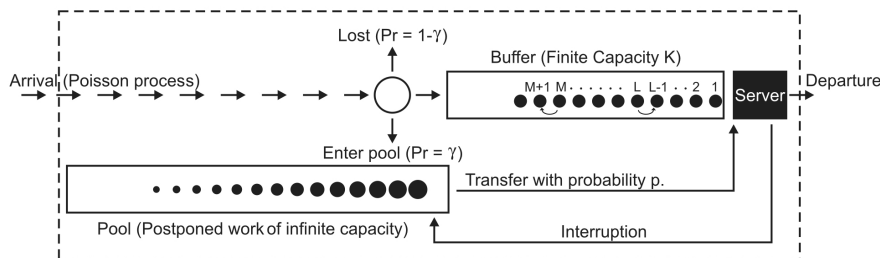 Lost (Pr = 1-γ)
Buffer (Finite Capacity K)
Arrival (Poisson process)
M+1 M · · · · · · L L-1 · · 2 1
Server
Departure
Enter pool (Pr = γ)
Transfer with probability p.
Pool (Postponed work of infinite capacity)
Interruption